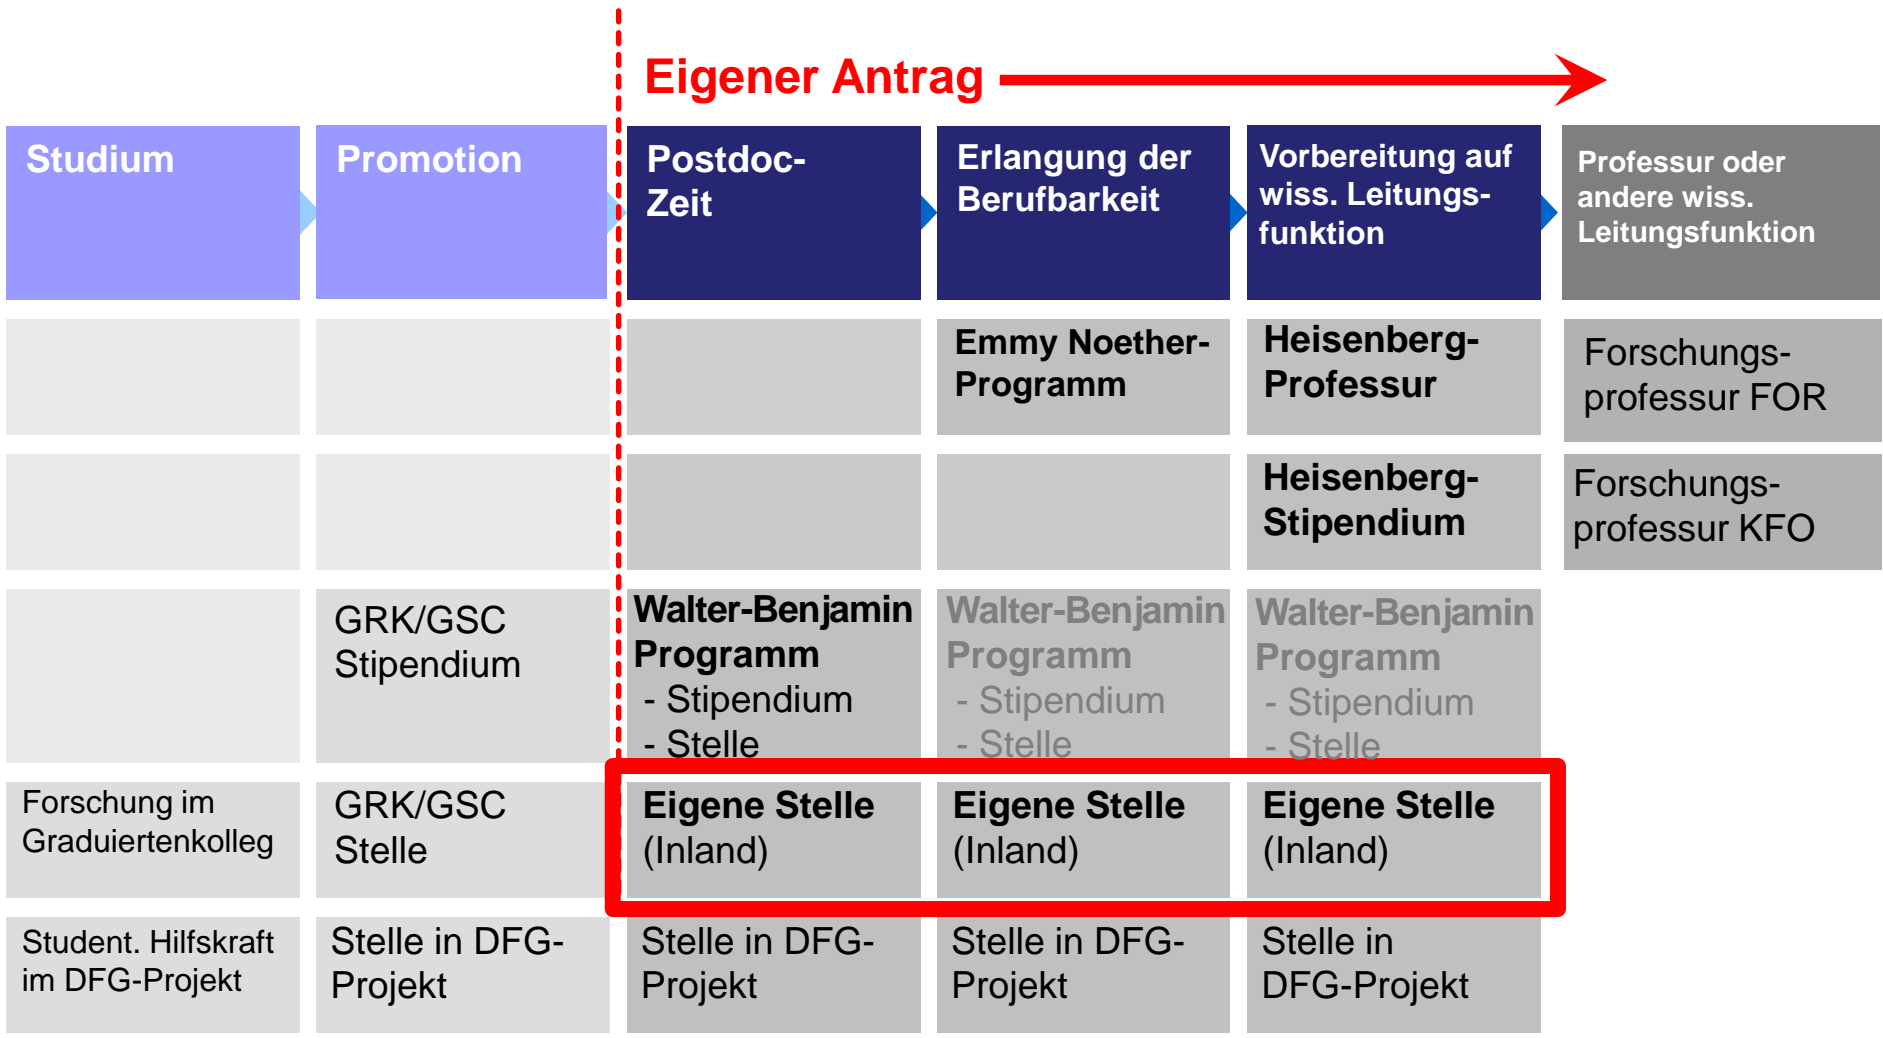 Eigener Antrag
Studium
Promotion
Postdoc-
Zeit
Erlangung der
Berufbarkeit
Vorbereitung auf
wiss. Leitungs-
funktion
Professur oder
andere wiss.
Leitungsfunktion
Emmy Noether-
Programm
Heisenberg-
Professur
Forschungs-
professur FOR
Heisenberg-
Stipendium
Forschungs-
professur KFO
GRK/GSC
Stipendium
Walter-Benjamin
Programm
- Stipendium
- Stelle
Walter-Benjamin
Programm
- Stipendium
- Stelle
Walter-Benjamin
Programm
- Stipendium
- Stelle
Forschung im
Graduiertenkolleg
GRK/GSC
Stelle
Eigene Stelle
(Inland)
Eigene Stelle
(Inland)
Eigene Stelle
(Inland)
Student. Hilfskraft
im DFG-Projekt
Stelle in DFG-
Projekt
Stelle in DFG-
Projekt
Stelle in DFG-
Projekt
Stelle in
DFG-Projekt